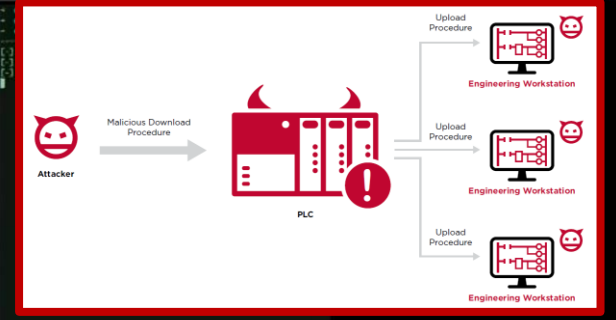 Upload
Procedure
Engineering Workstation
Malicious Download
Procedure
Attacker
PLC
Upload
Procedure
Engineering Workstation
Upload
Procedure
Engineering Workstation